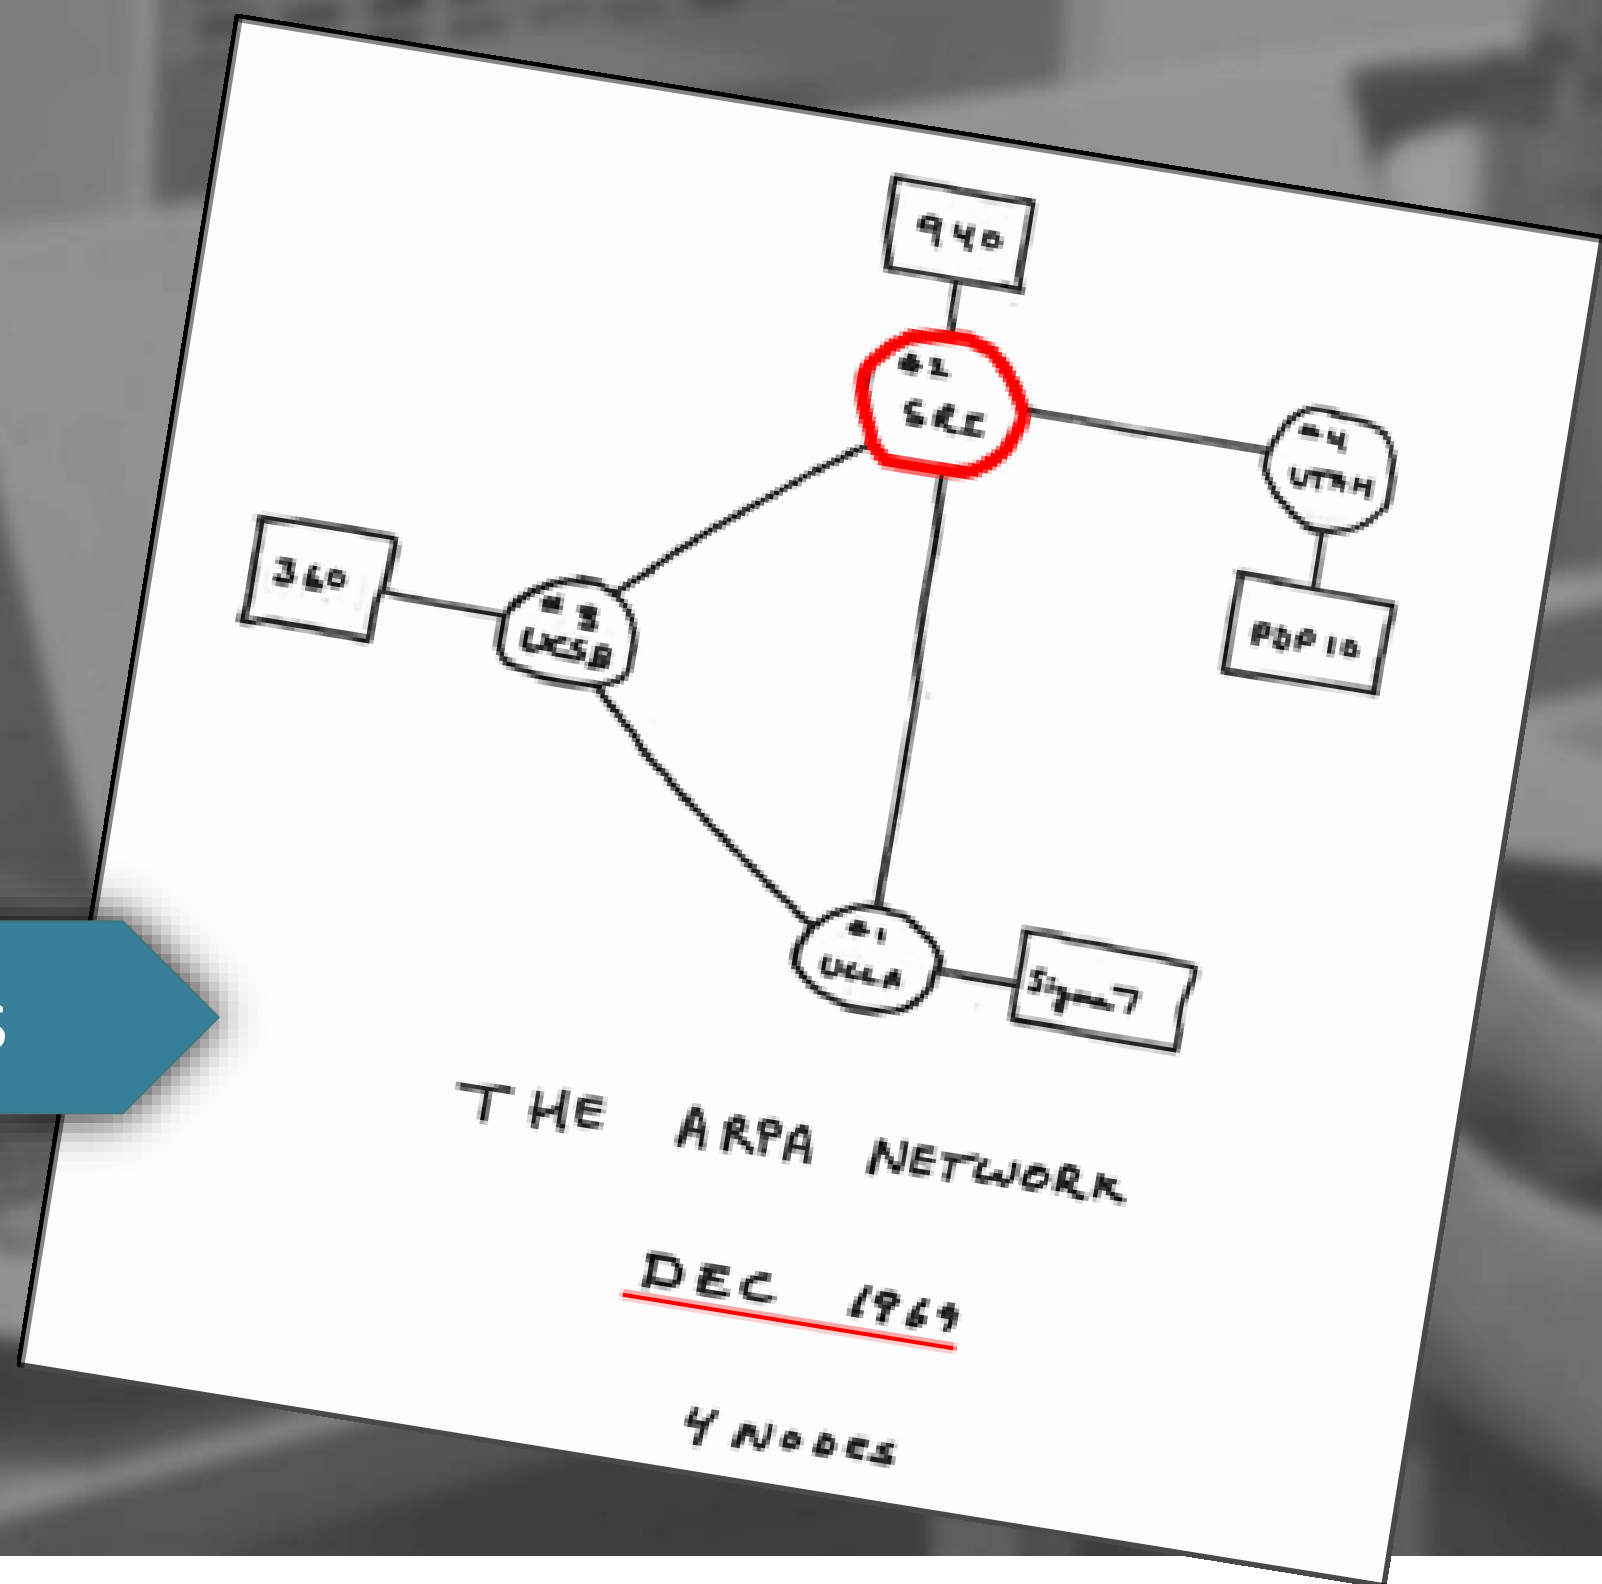 940
#2
SRI
#4
UTAH
360
#3
UCSB
PDP 10
#1
UCLA
Sigma 7
s
THE ARPA NETWORK
DEC 1969
4 NODES